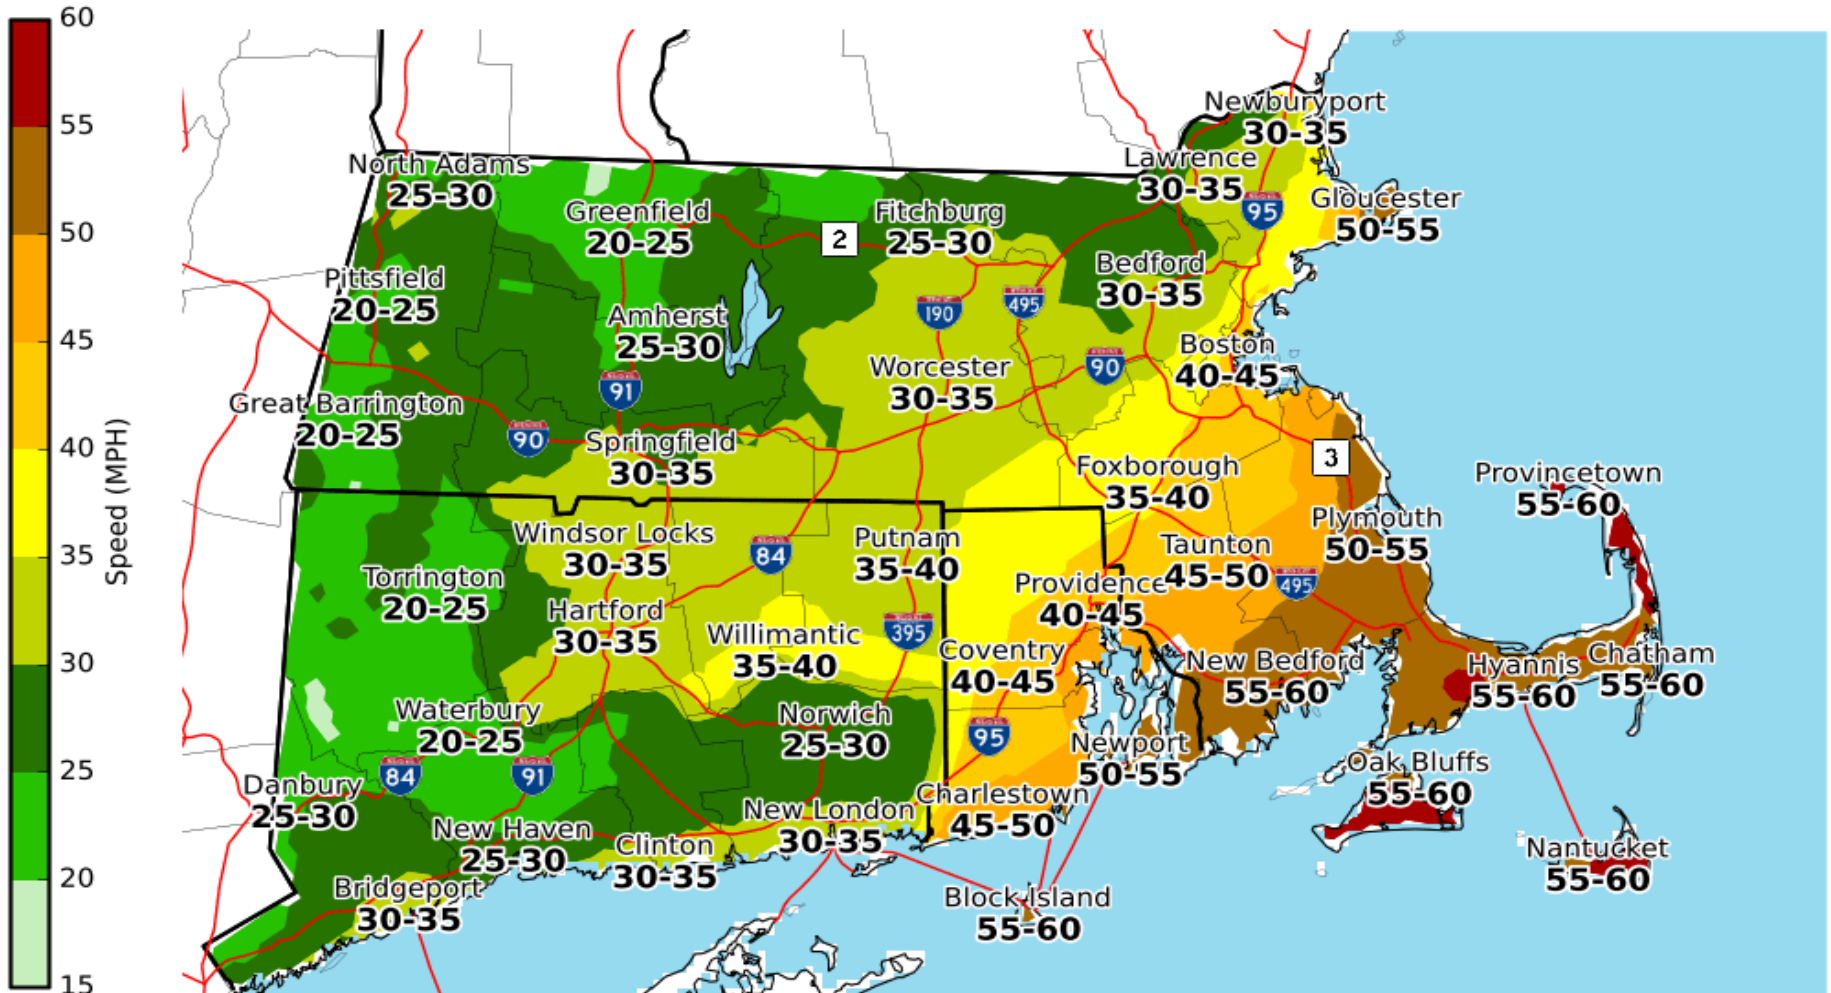 60
55
50
45
40
35
30
25
20
15
Speed (MPH)
Newburyport
30-35
North Adams
25-30
Lawrence
30-35
Greenfield
20-25
2
Fitchburg
25-30
95
Gloucester
50-55
Pittsfield
20-25
Bedford
30-35
Amherst
25-30
190
495
Boston
40-45
Worcester
30-35
90
91
Great Barrington
20-25
90
Springfield
30-35
Foxborough
35-40
3
Provincetown
55-60
Windsor Locks
30-35
84
Putnam
35-40
Taunton
45-50
Plymouth
50-55
Torrington
20-25
Providence
40-45
495
Hartford
30-35
Willimantic
35-40
395
Coventry
40-45
New Bedford
55-60
Hyannis
55-60
Chatham
55-60
Waterbury
20-25
Norwich
25-30
95
Newport
50-55
84
91
Oak Bluffs
55-60
Danbury
25-30
Charlestown
45-50
New London
30-35
New Haven
25-30
Clinton
30-35
Nantucket
55-60
Bridgeport
30-35
Block Island
55-60